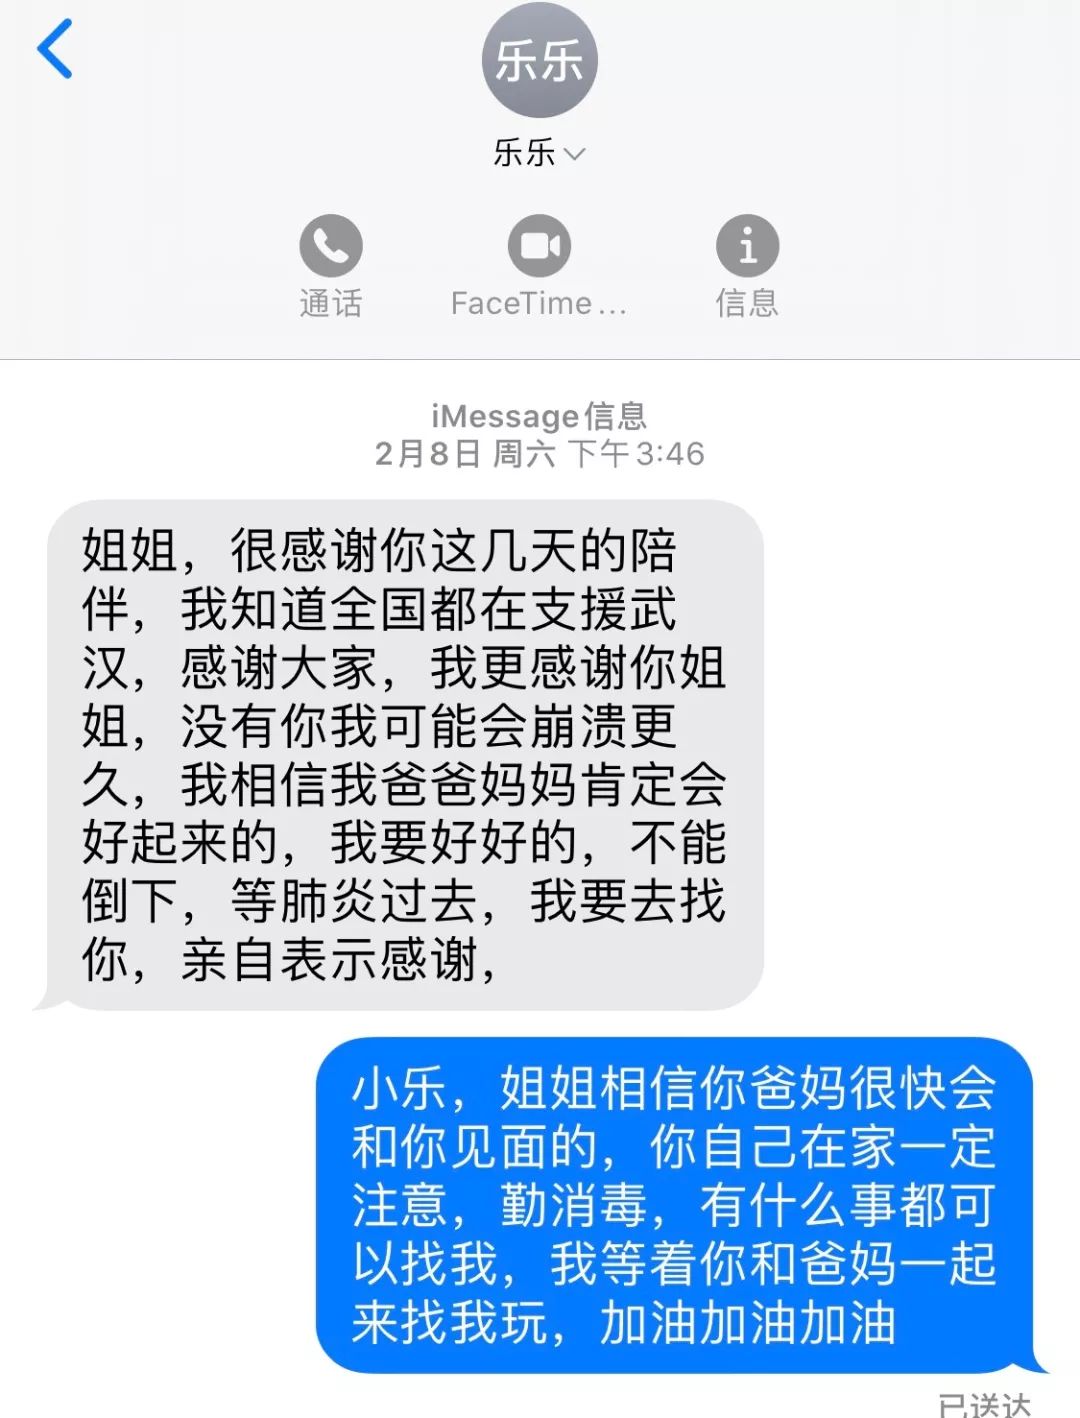 乐乐
乐乐
通话
FaceTime...
信息
iMessage信息
2月8日 周六 下午3:46
姐姐，很感谢你这几天的陪
伴，我知道全国都在支援武
汉，感谢大家，我更感谢你姐
姐，没有你我可能会崩溃更
久，我相信我爸爸妈妈肯定会
好起来的，我要好好的，不能
倒下，等肺炎过去，我要去找
你，亲自表示感谢，
小乐，姐姐相信你爸妈很快会
和你见面的，你自己在家一定
注意，勤消毒，有什么事都可
以找我，我等着你和爸妈一起
来找我玩，加油加油加油
已送达